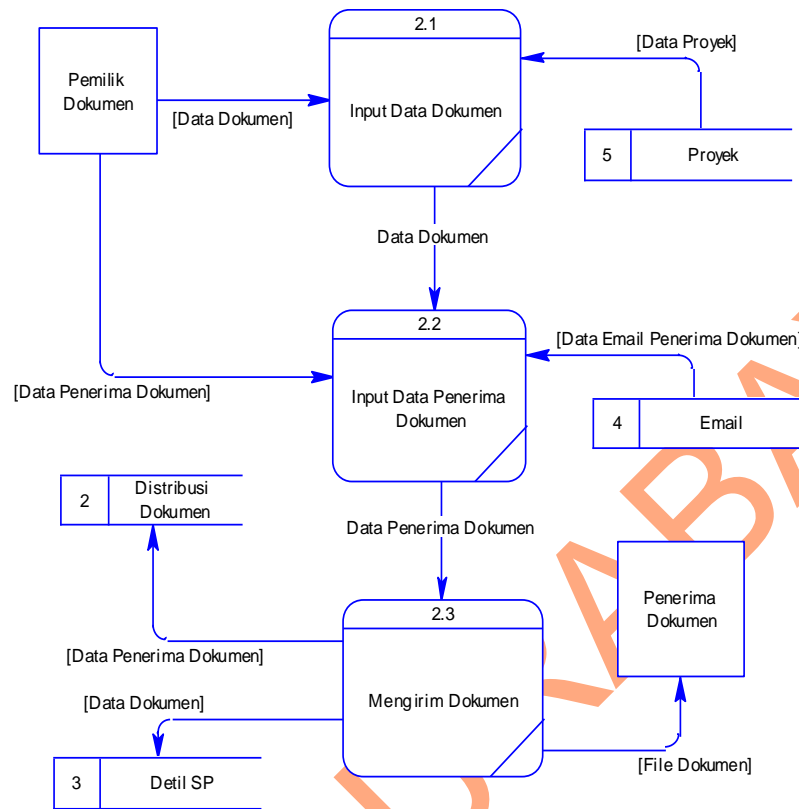 2.1
[Data Proyek]
Pemilik
Dokumen
Input Data Dokumen
[Data Dokumen]
5
Proyek
Data Dokumen
2.2
[Data Email Penerima Dokumen]
Input Data Penerima
Dokumen
[Data Penerima Dokumen]
4
Email
2
Distribusi
Dokumen
Data Penerima Dokumen
2.3
Penerima
Dokumen
[Data Penerima Dokumen]
Mengirim Dokumen
[Data Dokumen]
3
Detil SP
[File Dokumen]